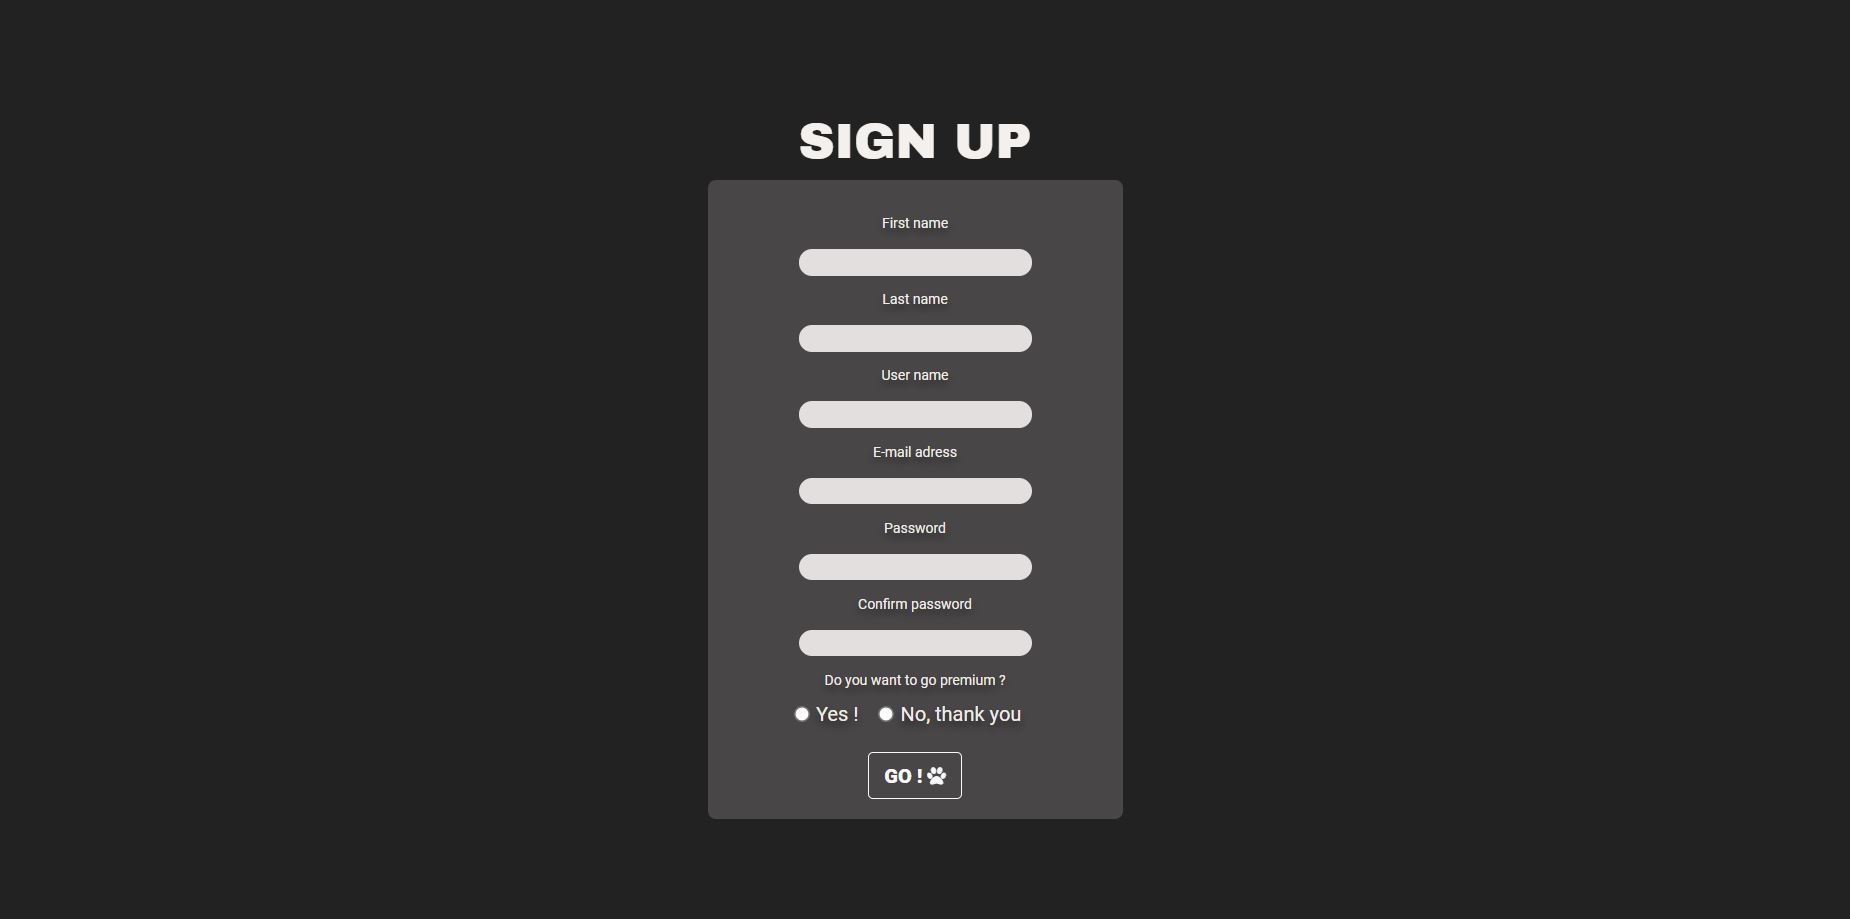 SIGN UP
First name
Last name
User name
E-mail adress
Password
Confirm password
Do you want to go premium ?
Yes ! No, thank you
GO !